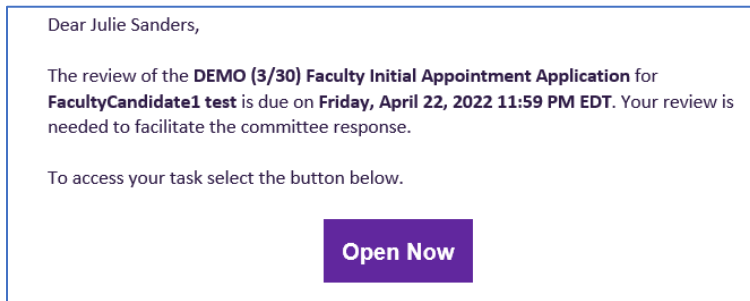 Dear Julie Sanders,
The review of the DEMO (3/30) Faculty Initial Appointment Application for
FacultyCandidate1 test is due on Friday, April 22, 2022 11:59 PM EDT. Your review is
needed to facilitate the committee response.
To access your task select the button below.
Open Now